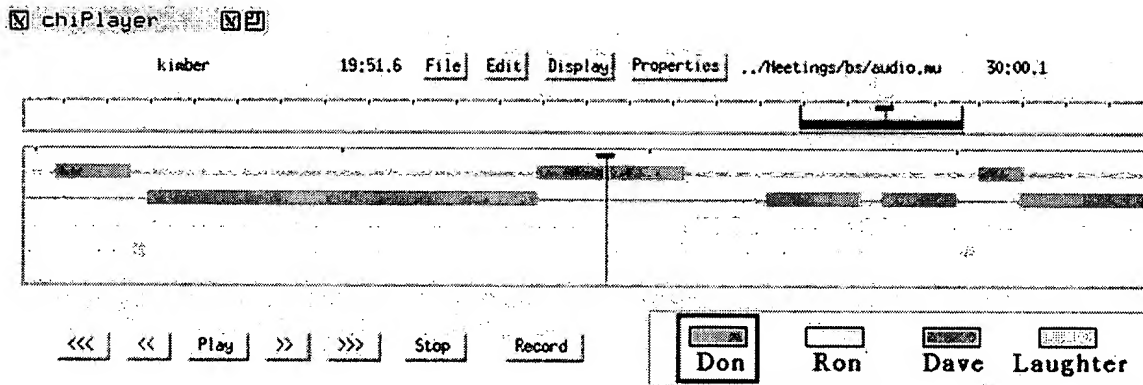 chiPlayer
kimber 19:51.6 File Edit Display Properties ../Meetings/bs/audio.mu 30:00.1
<<< << Play >> >>> Stop Record
Don Ron Dave Laughter